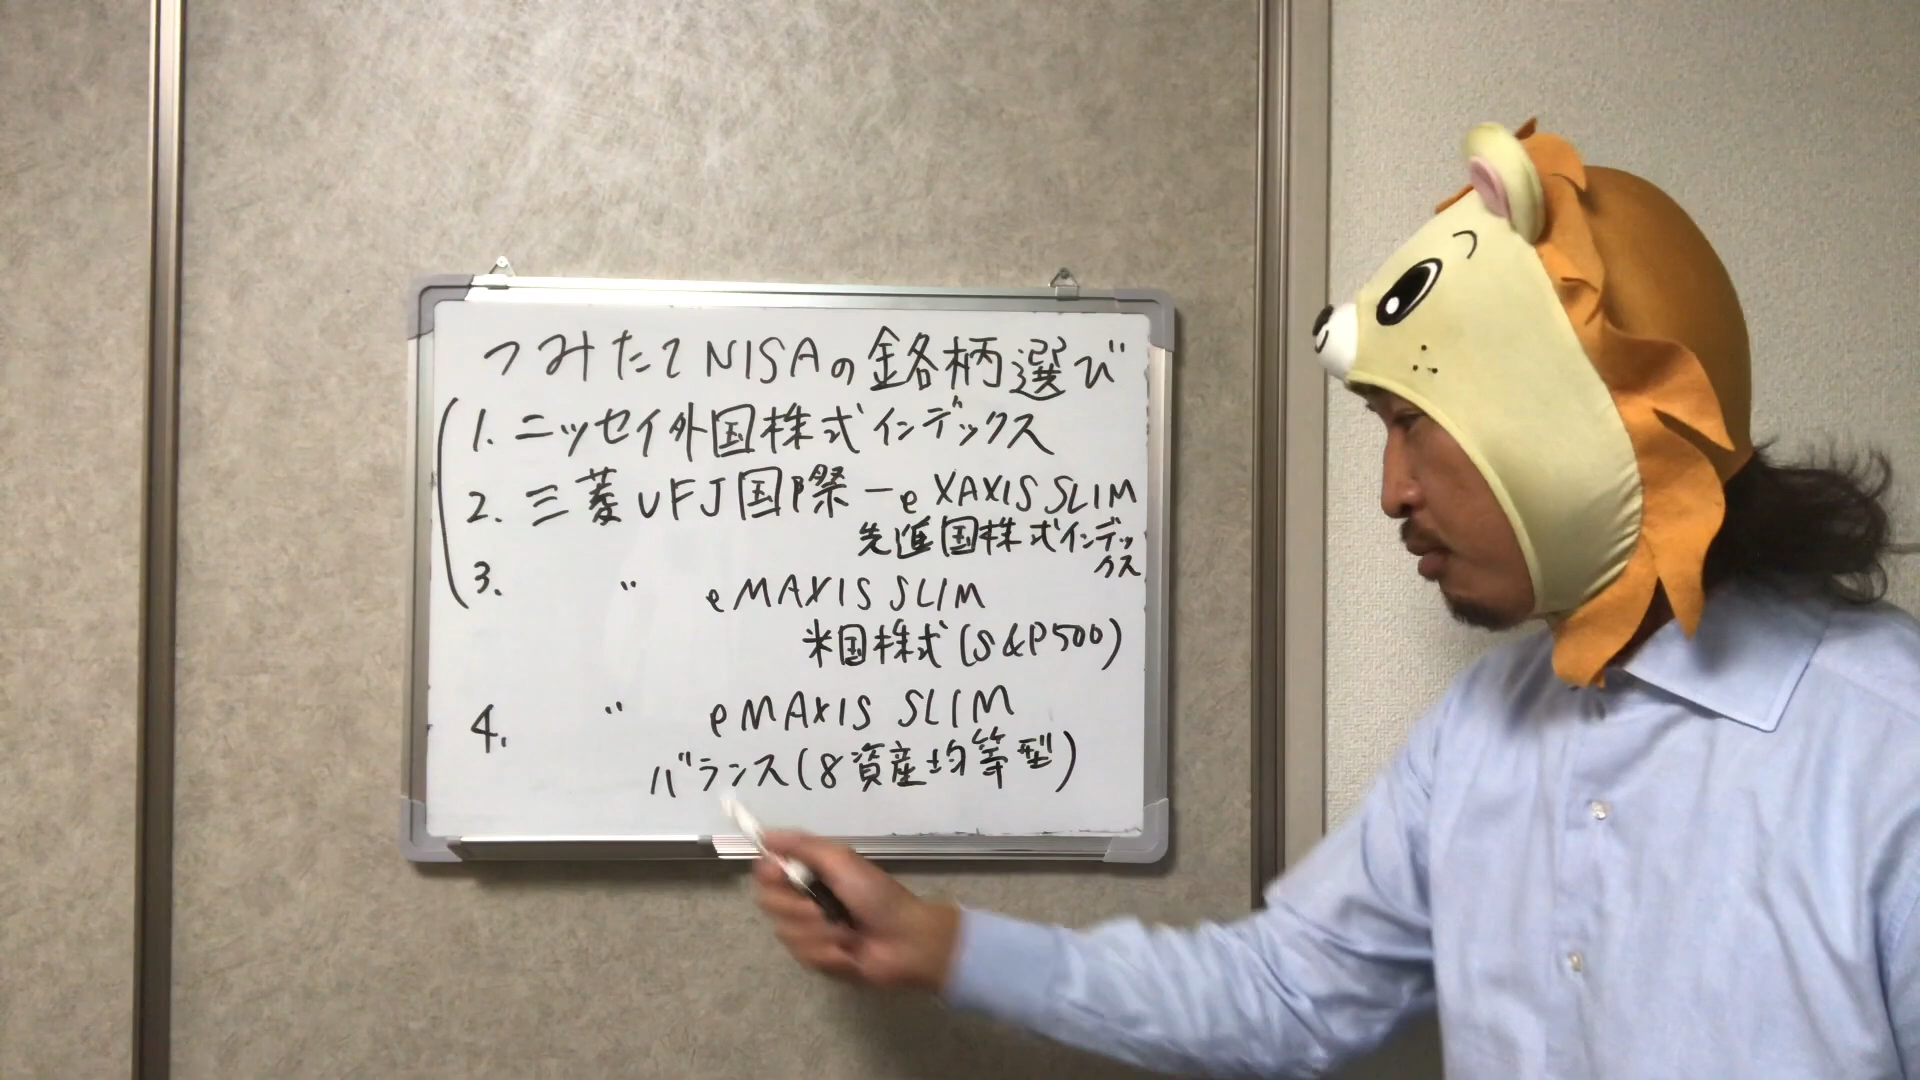 つみたてNISAの銘柄選び
1. ニッセイ外国株式インデックス
2. 三菱UFJ国際ーeXAXIS SLIM
先進国株式インデッ
クス
3. 〃 eMAXIS SLIM
米国株式(S&P500)
4. 〃 eMAXIS SLIM
バランス(8資産均等型)